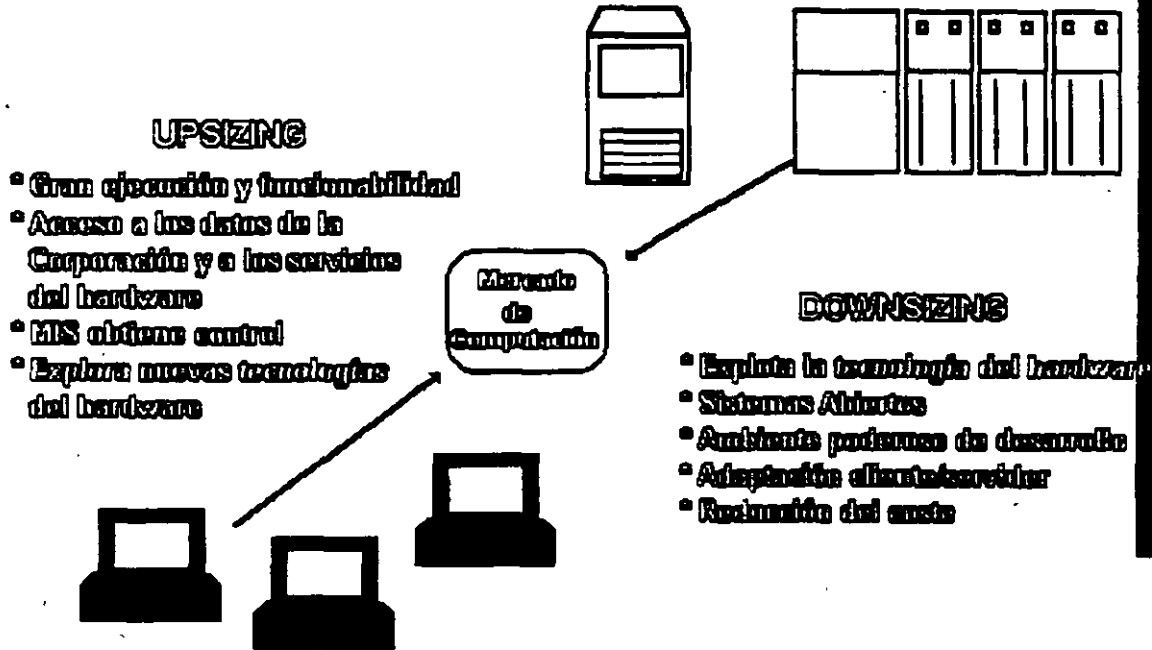 UPSIZING
* Gran ejecución y funcionabilidad
* Acceso a los datos de la
Corporación y a los servicios
del hardware
* MIS obtiene control
* Explora nuevas tecnologías
del hardware
Mercado
de
Computación
DOWNSIZING
* Explota la tecnología del hardware
* Sistemas Abiertos
* Ambiente poderoso de desarrollo
* Adaptación cliente/servidor
* Reducción del costo